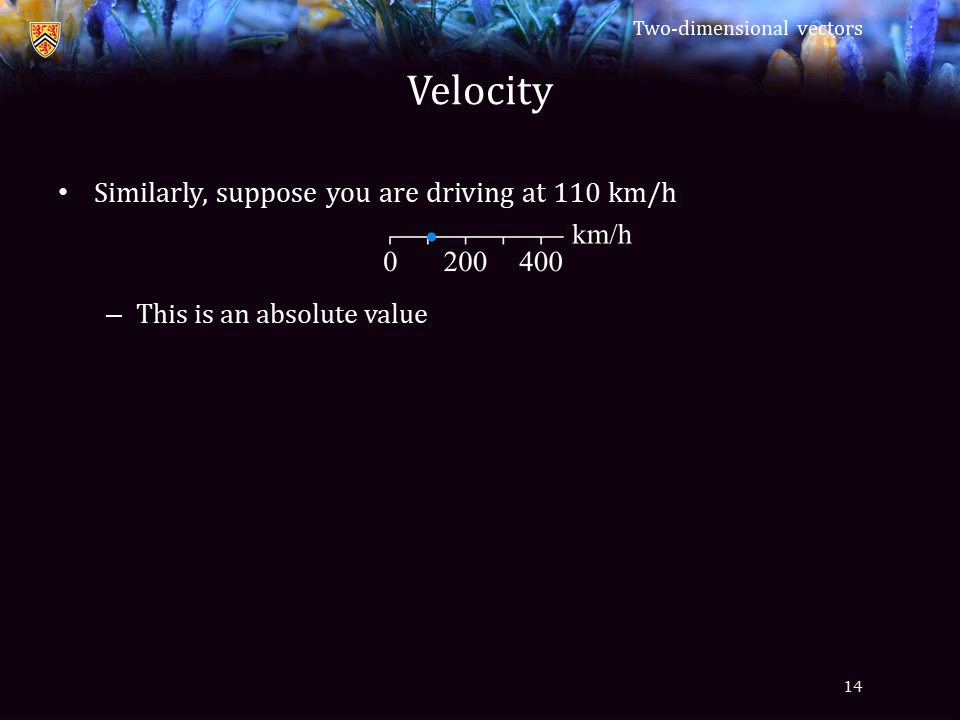 Two-dimensional vectors
Velocity
• Similarly, suppose you are driving at 110 km/h
km/h
0 200 400
– This is an absolute value
14